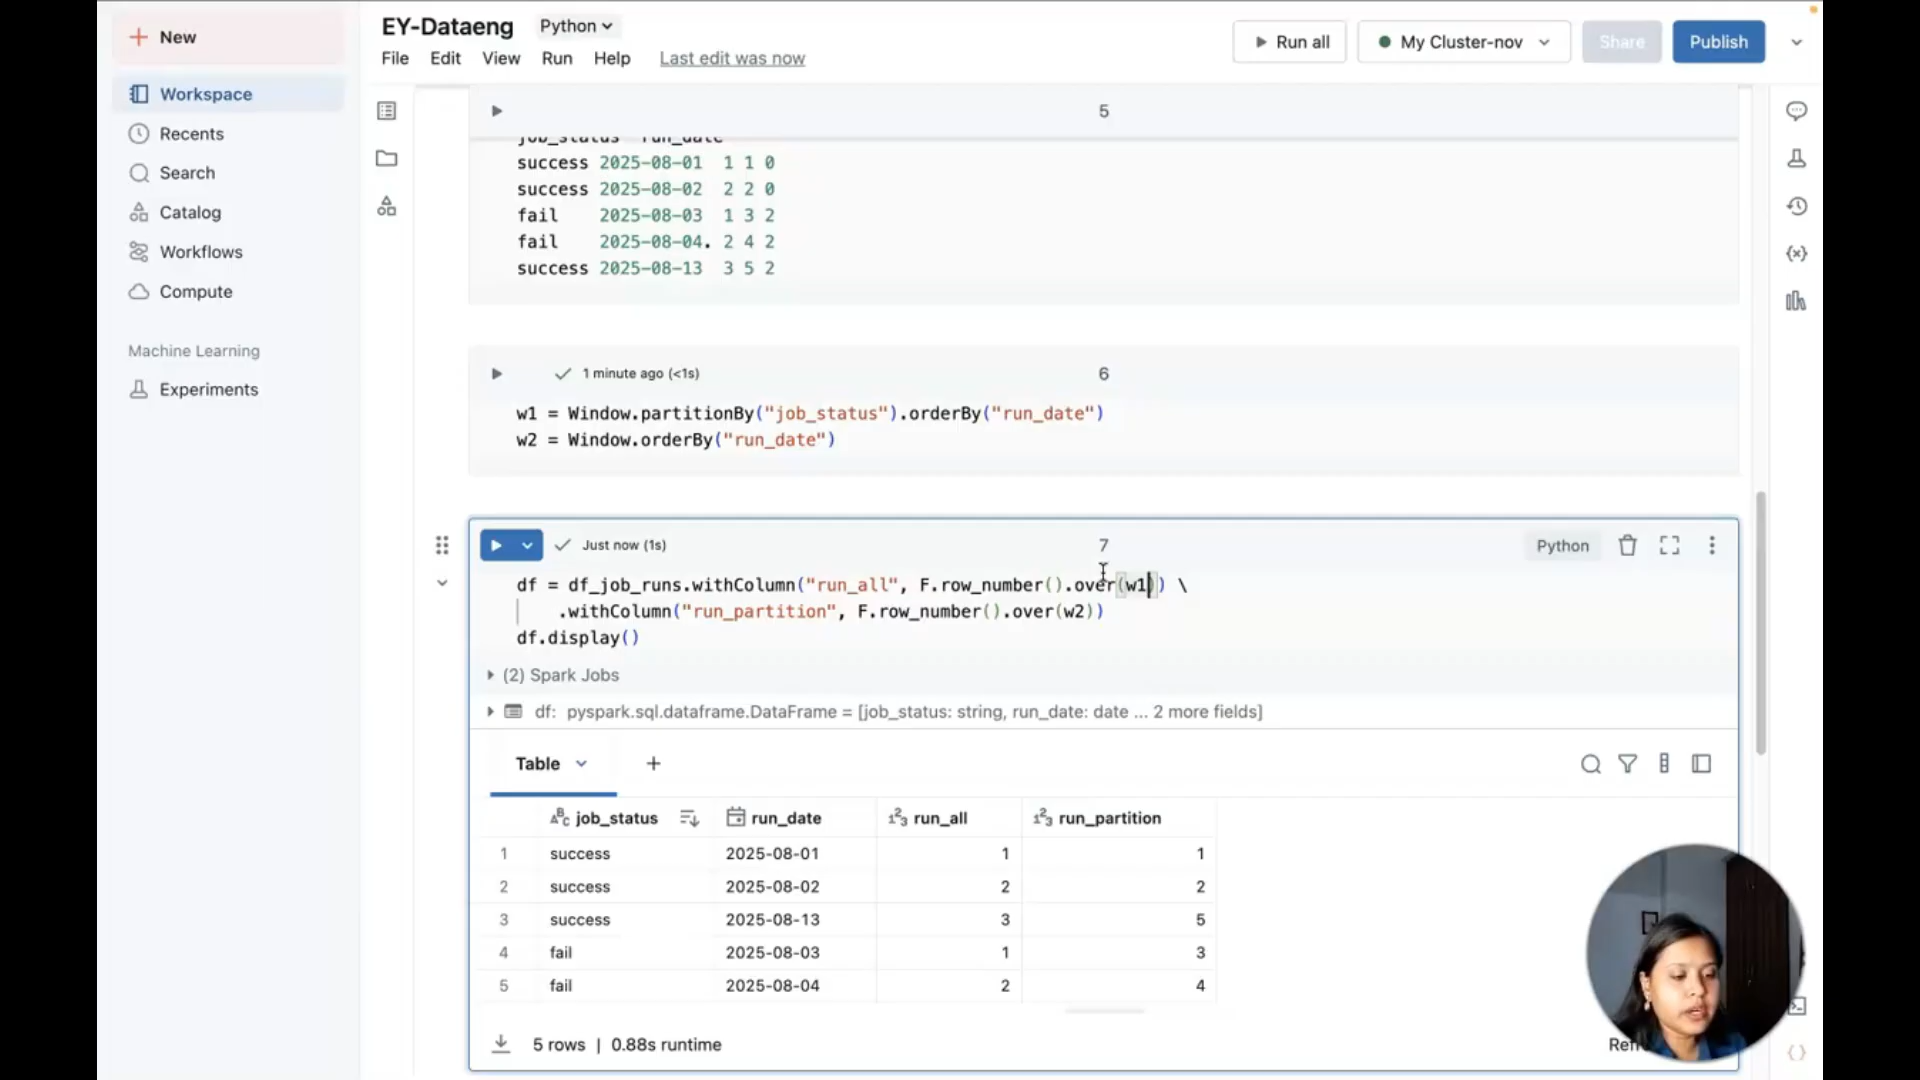 New
Workspace
Recents
Search
Catalog
Workflows
Compute
Machine Learning
Experiments
EY-Dataeng
Python
File Edit View Run Help Last edit was now
Run all
My Cluster-nov
Share
Publish
5
job_status run_date
success 2025-08-01 1 1 0
success 2025-08-02 2 2 0
fail 2025-08-03 1 3 2
fail 2025-08-04. 2 4 2
success 2025-08-13 3 5 2
1 minute ago (<1s)
6
w1 = Window.partitionBy("job_status").orderBy("run_date")
w2 = Window.orderBy("run_date")
Just now (1s)
7
Python
df = df_job_runs.withColumn("run_all", F.row_number().over(w1)) \
.withColumn("run_partition", F.row_number().over(w2))
df.display()
(2) Spark Jobs
df: pyspark.sql.dataframe.DataFrame = [job_status: string, run_date: date ... 2 more fields]
Table
job_status run_date run_all run_partition
1 success 2025-08-01 1 1
2 success 2025-08-02 2 2
3 success 2025-08-13 3 5
4 fail 2025-08-03 1 3
5 fail 2025-08-04 2 4
5 rows | 0.88s runtime